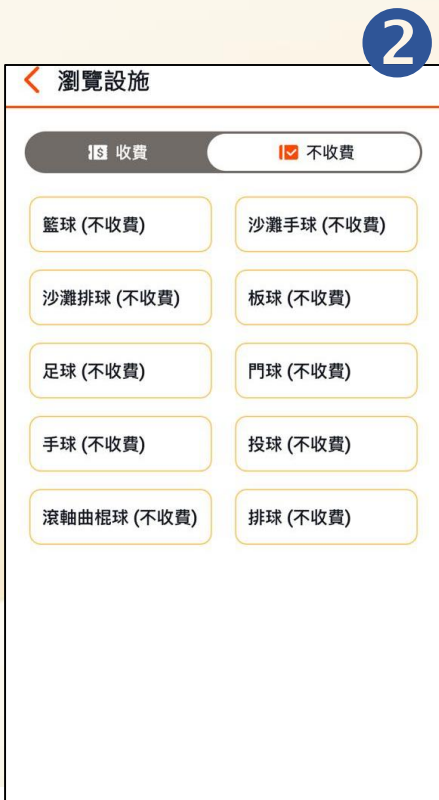 2
瀏覽設施
收費
不收費
籃球 (不收費)
沙灘手球 (不收費)
沙灘排球 (不收費)
板球 (不收費)
足球 (不收費)
門球 (不收費)
手球 (不收費)
投球 (不收費)
滾軸曲棍球 (不收費)
排球 (不收費)